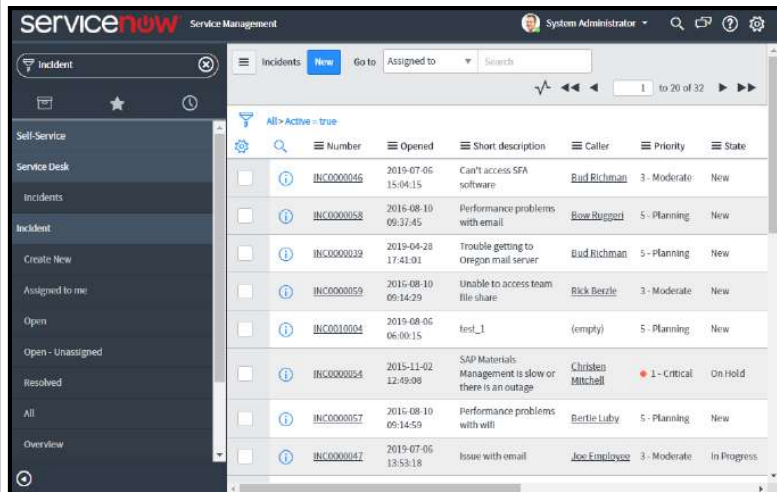 servicenow Service Management System Administrator
Incident
Self-Service
Service Desk
Incidents
Incident
Create New
Assigned to me
Open
Open - Unassigned
Resolved
All
Overview
Incidents New Go to Assigned to Search
1 to 20 of 32
All > Active = true
Number Opened Short description Caller Priority State
INC0000046 2019-07-06 15:04:15 Can't access SFA software Bud Richman 3 - Moderate New
INC0000058 2016-08-10 09:37:45 Performance problems with email Bow Ruggeri 5 - Planning New
INC0000039 2019-04-28 17:41:01 Trouble getting to Oregon mail server Bud Richman 5 - Planning New
INC0000059 2016-08-10 09:14:29 Unable to access team file share Rick Berzle 3 - Moderate New
INC0010004 2019-08-06 06:00:15 test_1 (empty) 5 - Planning New
INC0000054 2015-11-02 12:49:08 SAP Materials Management is slow or there is an outage Christen Mitchell 1 - Critical On Hold
INC0000057 2016-08-10 09:14:59 Performance problems with wifi Bertie Luby 5 - Planning New
INC0000047 2019-07-06 13:53:18 Issue with email Joe Employee 3 - Moderate In Progress